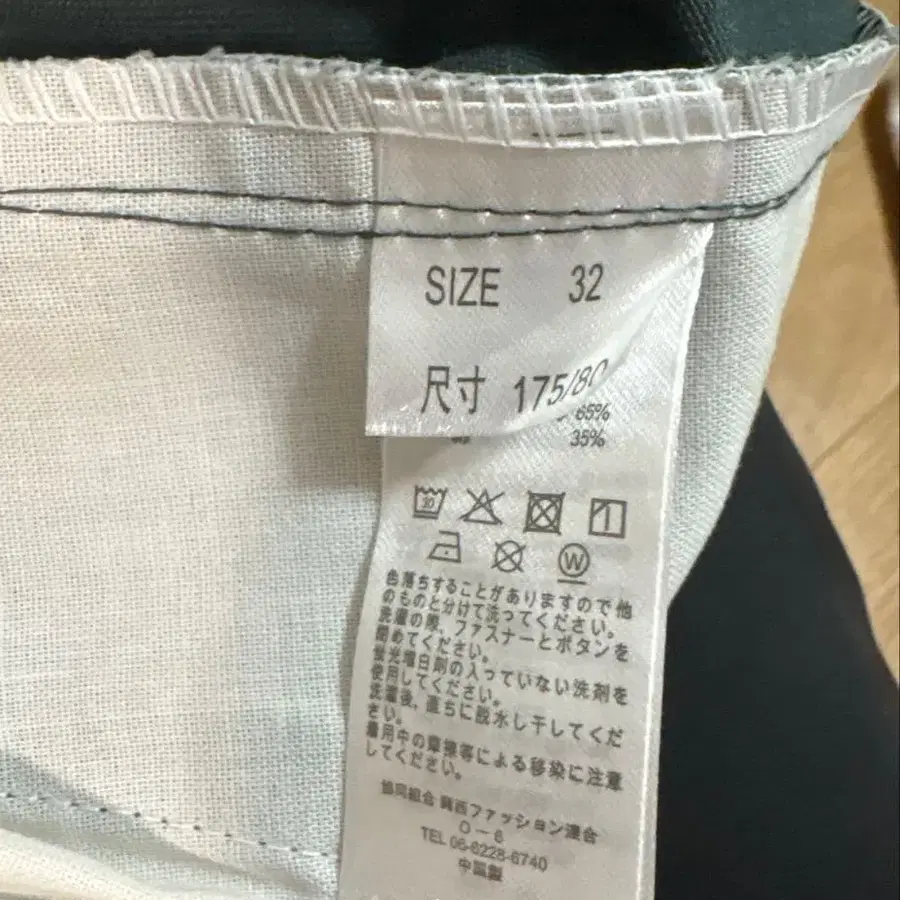 SIZE 32
尺寸 175/80
65%
35%
30
W
色落ちすることがありますので他
のものと分けて洗ってください。
洗濯の際、ファスナーとボタンを
閉めてください。
蛍光増白剤の入っていない洗剤を
使用してください。
洗濯後、直ちに脱水し干してくだ
さい。
着用中の摩擦等による移染に注意
してください。
協同組合 関西ファッション連合
O-6
TEL 06-6228-6740
中国製